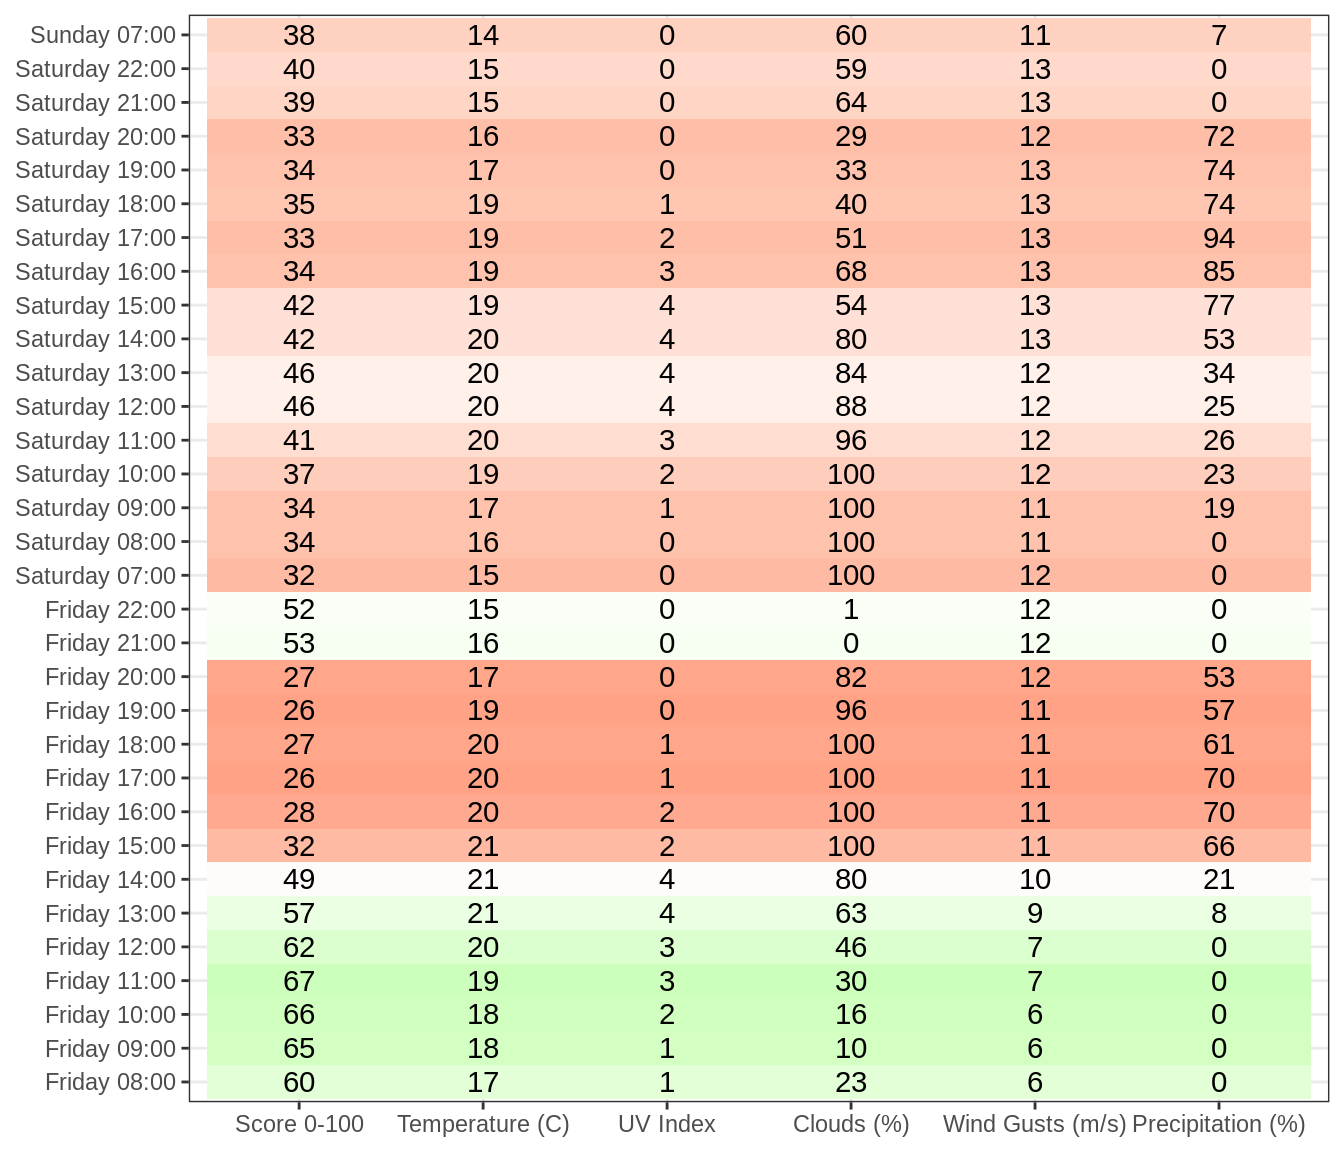 Sunday 07:00 38 14 0 60 11 7
Saturday 22:00 40 15 0 59 13 0
Saturday 21:00 39 15 0 64 13 0
Saturday 20:00 33 16 0 29 12 72
Saturday 19:00 34 17 0 33 13 74
Saturday 18:00 35 19 1 40 13 74
Saturday 17:00 33 19 2 51 13 94
Saturday 16:00 34 19 3 68 13 85
Saturday 15:00 42 19 4 54 13 77
Saturday 14:00 42 20 4 80 13 53
Saturday 13:00 46 20 4 84 12 34
Saturday 12:00 46 20 4 88 12 25
Saturday 11:00 41 20 3 96 12 26
Saturday 10:00 37 19 2 100 12 23
Saturday 09:00 34 17 1 100 11 19
Saturday 08:00 34 16 0 100 11 0
Saturday 07:00 32 15 0 100 12 0
Friday 22:00 52 15 0 1 12 0
Friday 21:00 53 16 0 0 12 0
Friday 20:00 27 17 0 82 12 53
Friday 19:00 26 19 0 96 11 57
Friday 18:00 27 20 1 100 11 61
Friday 17:00 26 20 1 100 11 70
Friday 16:00 28 20 2 100 11 70
Friday 15:00 32 21 2 100 11 66
Friday 14:00 49 21 4 80 10 21
Friday 13:00 57 21 4 63 9 8
Friday 12:00 62 20 3 46 7 0
Friday 11:00 67 19 3 30 7 0
Friday 10:00 66 18 2 16 6 0
Friday 09:00 65 18 1 10 6 0
Friday 08:00 60 17 1 23 6 0
Score 0-100 Temperature (C) UV Index Clouds (%) Wind Gusts (m/s) Precipitation (%)